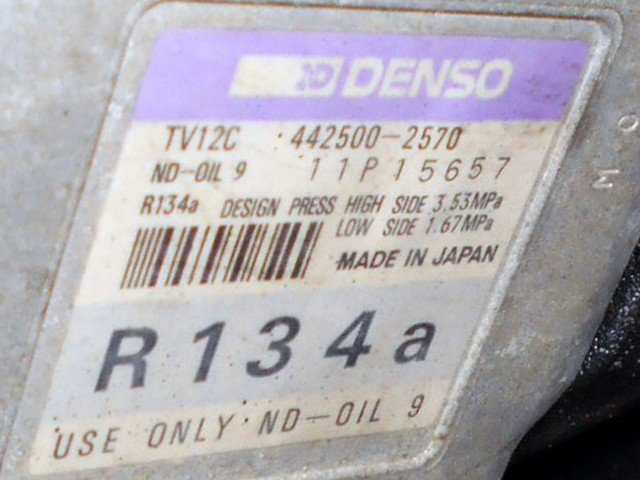 DENSO
TV12C 442500-2570
ND-OIL 9 11P15657
R134a DESIGN PRESS HIGH SIDE 3.53MPa
LOW SIDE 1.67MPa
MADE IN JAPAN
R134a
USE ONLY ND-OIL 9